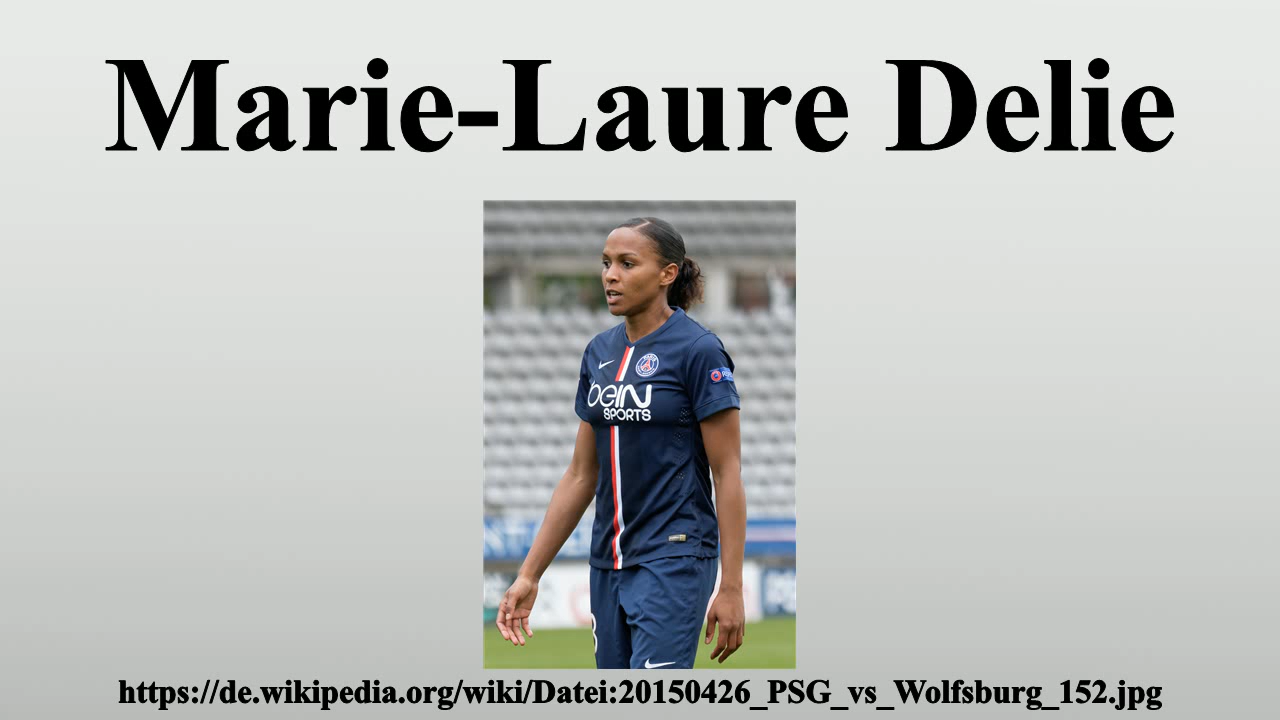 Marie-Laure Delie
beIN
SPORTS
https://de.wikipedia.org/wiki/Datei:20150426_PSG_vs_Wolfsburg_152.jpg